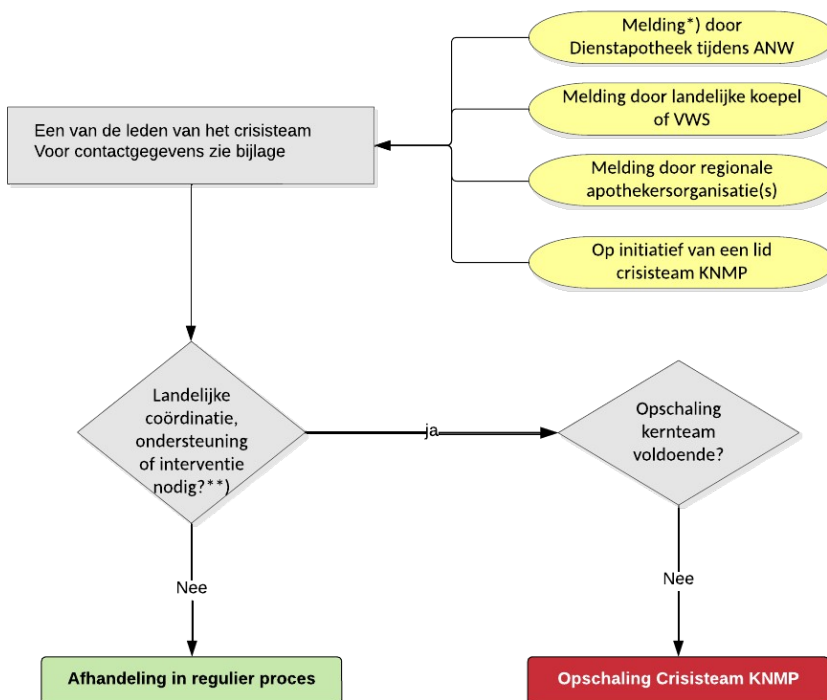 Melding*) door
Dienstapotheek tijdens ANW
Melding door landelijke koepel
of VWS
Een van de leden van het crisisteam
Voor contactgegevens zie bijlage
Melding door regionale
apothekersorganisatie(s)
Op initiatief van een lid
crisisteam KNMP
Landelijke
coördinatie,
ondersteuning
of interventie
nodig?**)
ja
Opschaling
kernteam
voldoende?
Nee
Nee
Afhandeling in regulier proces
Opschaling Crisisteam KNMP